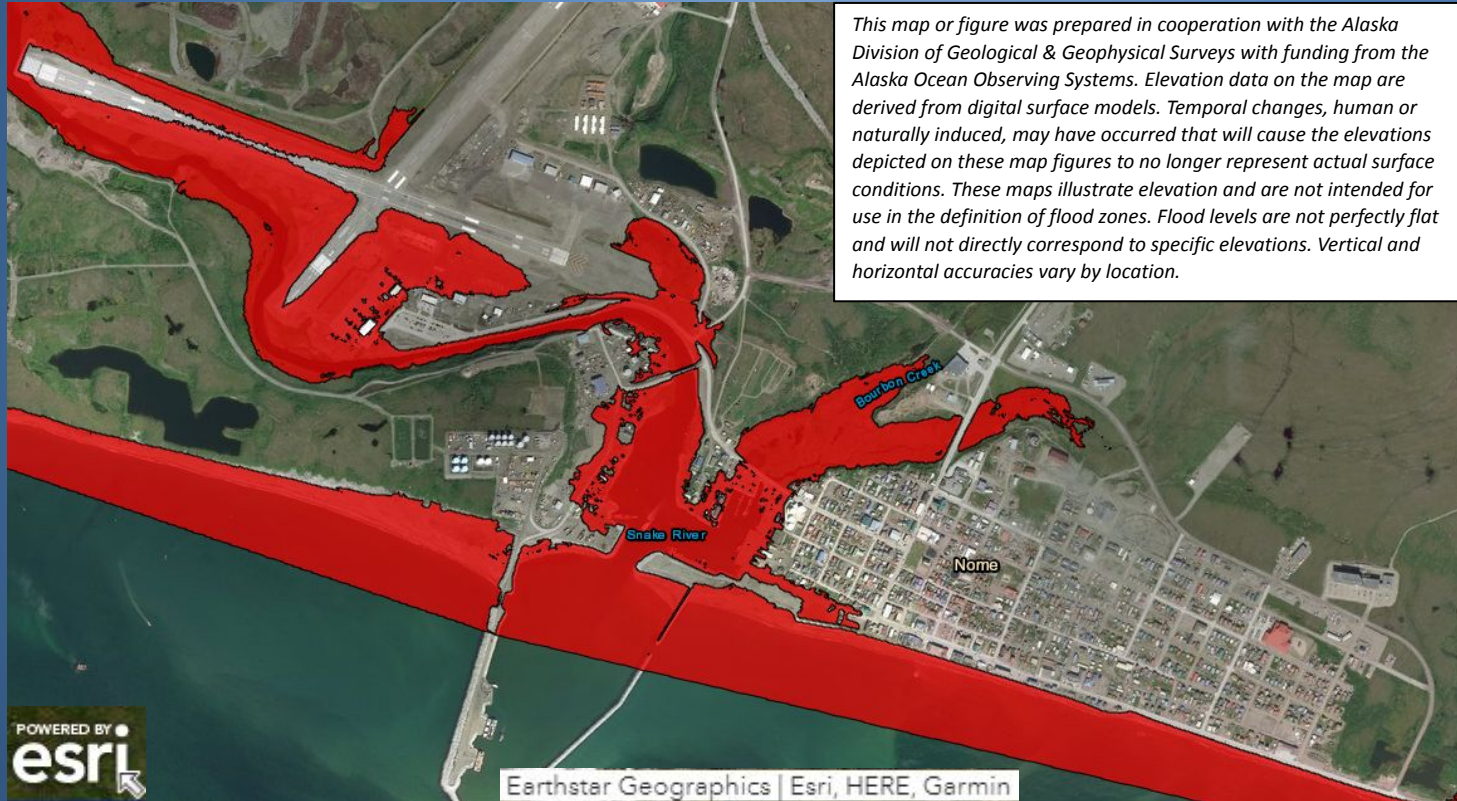 This map or figure was prepared in cooperation with the Alaska
Division of Geological & Geophysical Surveys with funding from the
Alaska Ocean Observing Systems. Elevation data on the map are
derived from digital surface models. Temporal changes, human or
naturally induced, may have occurred that will cause the elevations
depicted on these map figures to no longer represent actual surface
conditions. These maps illustrate elevation and are not intended for
use in the definition of flood zones. Flood levels are not perfectly flat
and will not directly correspond to specific elevations. Vertical and
horizontal accuracies vary by location.
Bourbon Creek
Snake River
Nome
POWERED BY
esri
Earthstar Geographics | Esri, HERE, Garmin